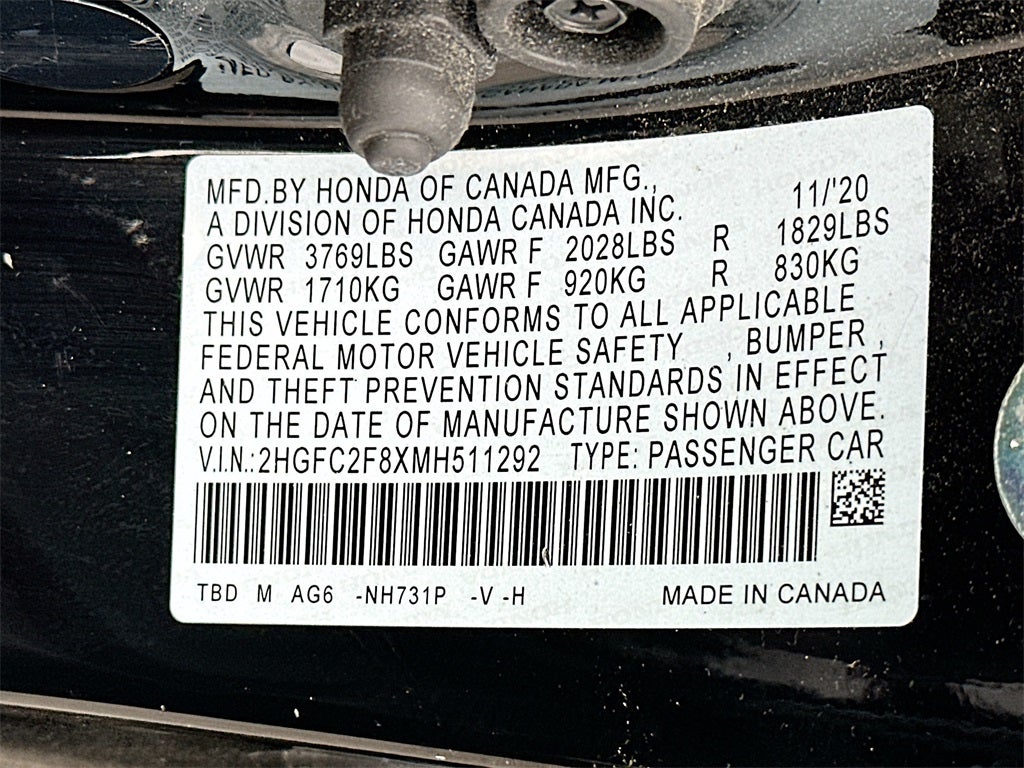 MFD.BY HONDA OF CANADA MFG., 11/'20
A DIVISION OF HONDA CANADA INC.
GVWR 3769LBS GAWR F 2028LBS R 1829LBS
GVWR 1710KG GAWR F 920KG R 830KG
THIS VEHICLE CONFORMS TO ALL APPLICABLE
FEDERAL MOTOR VEHICLE SAFETY , BUMPER ,
AND THEFT PREVENTION STANDARDS IN EFFECT
ON THE DATE OF MANUFACTURE SHOWN ABOVE.
V.I.N.:2HGFC2F8XMH511292 TYPE: PASSENGER CAR
TBD M AG6 -NH731P -V -H MADE IN CANADA